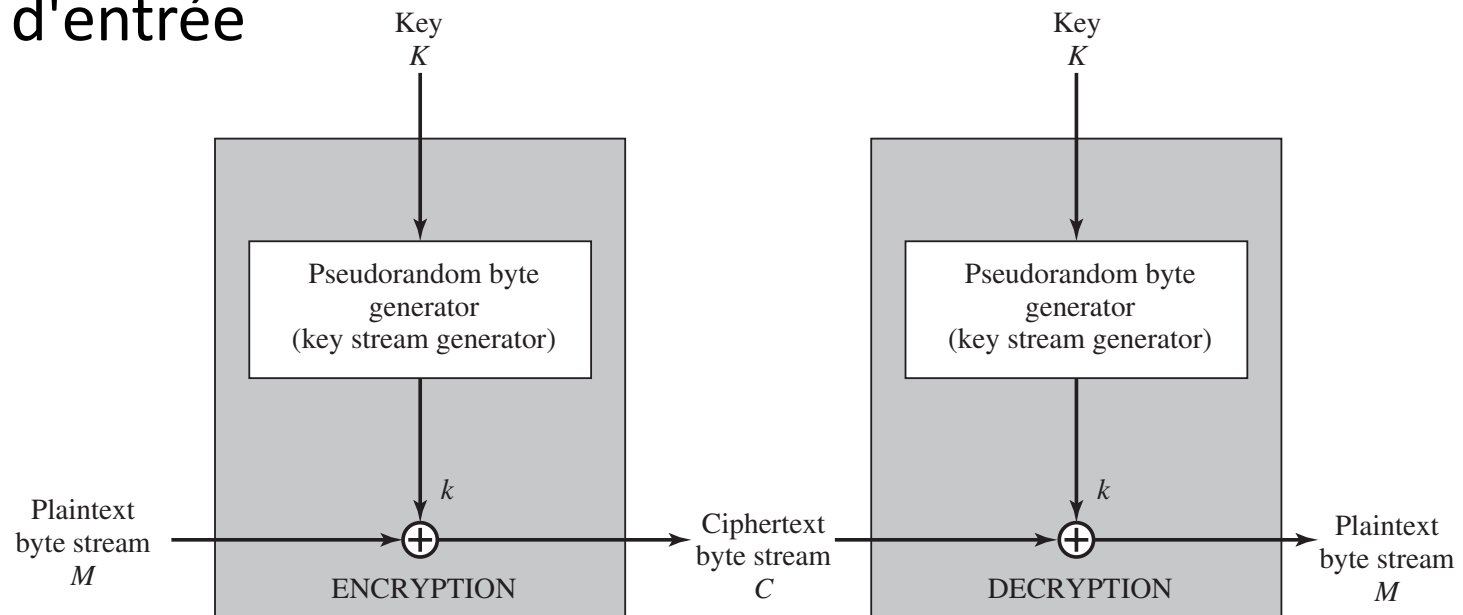 d'entrée
Key
K
Key
K
Pseudorandom byte
generator
(key stream generator)
Pseudorandom byte
generator
(key stream generator)
k
k
Plaintext
byte stream
M
Ciphertext
byte stream
C
Plaintext
byte stream
M
ENCRYPTION
DECRYPTION